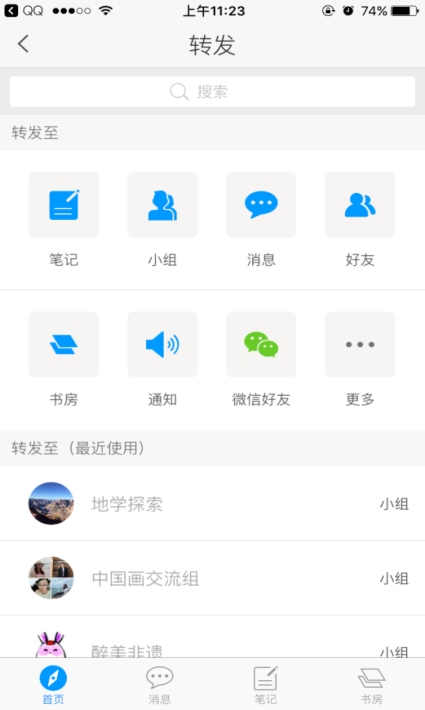 QQ 上午11:23 74%
转发
搜索
转发至
笔记 小组 消息 好友
书房 通知 微信好友 更多
转发至（最近使用）
地学探索 小组
中国画交流组 小组
醉美非遗 小组
首页 消息 笔记 书房